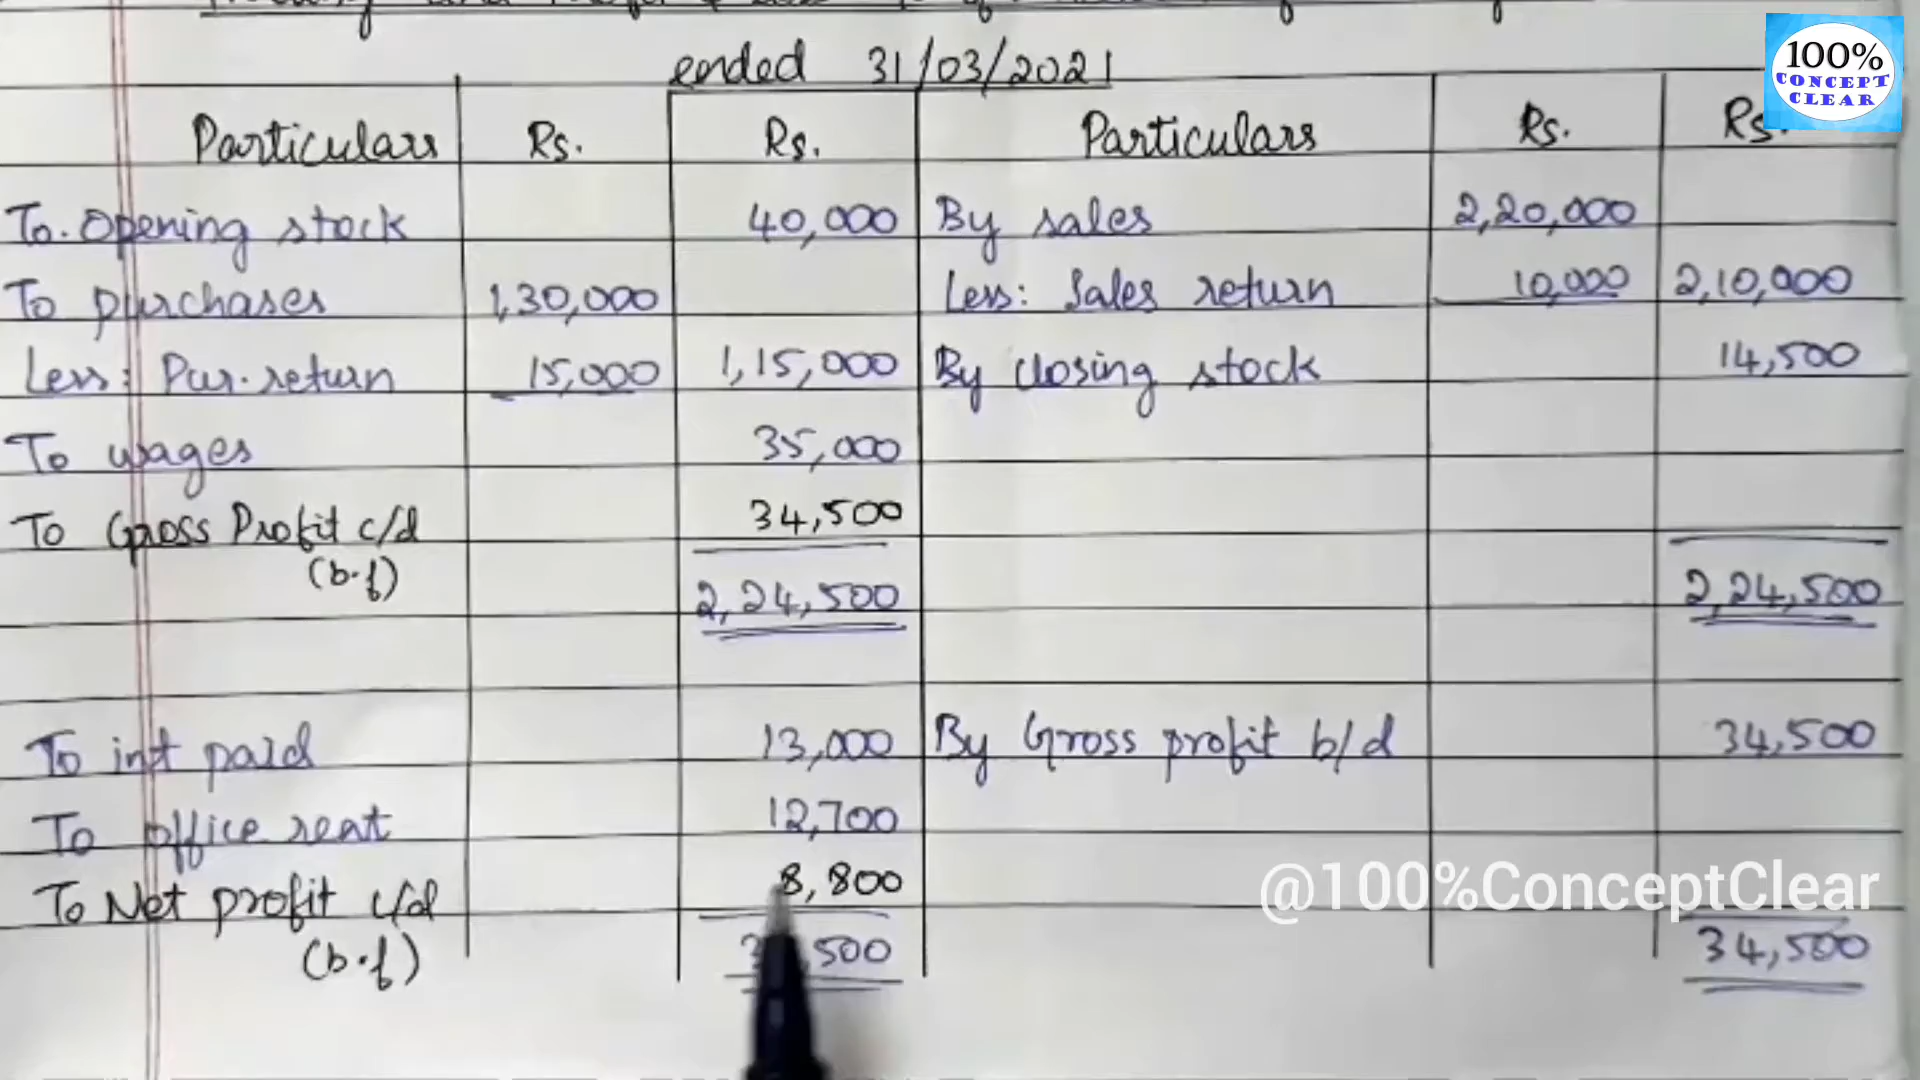 ended 31/03/2021
100%
CONCEPT
CLEAR
Particulars Rs. Rs. Particulars Rs. Rs.
To. Opening stock 40,000 By sales 2,20,000
To purchases 1,30,000 Less: Sales return 10,000 2,10,000
Less: Pur. return 15,000 1,15,000 By closing stock 14,500
To wages 35,000
To Gross Profit c/d 34,500
(b.f)
2,24,500 2,24,500
To int paid 13,000 By Gross profit b/d 34,500
To office rent 12,700
To Net profit c/d 8,800
(b.f)
500 34,500
@100%ConceptClear